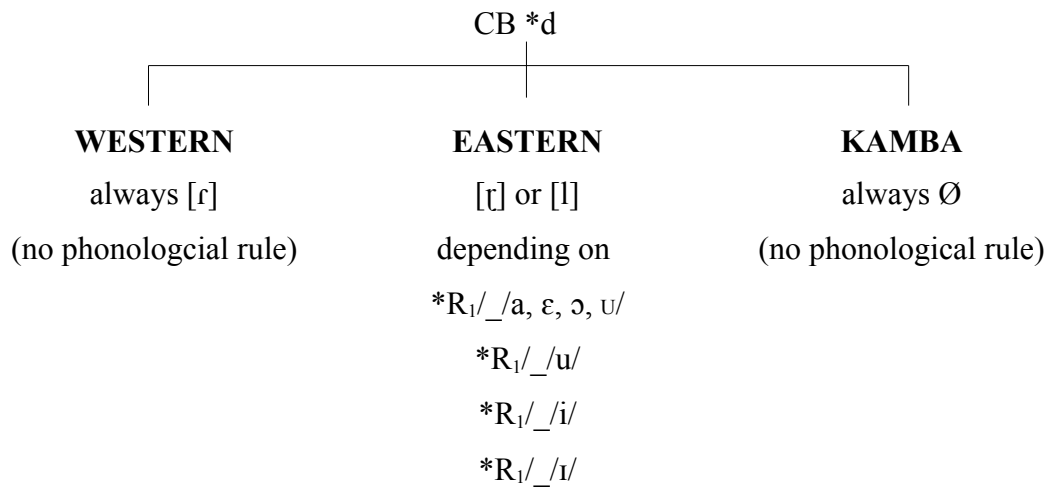 CB *d
WESTERN EASTERN KAMBA
always [ɾ] [ɽ] or [l] always Ø
(no phonologcial rule) depending on (no phonological rule)
*R₁/_/a, ɛ, ɔ, ᴜ/
*R₁/_/u/
*R₁/_/i/
*R₁/_/ɪ/